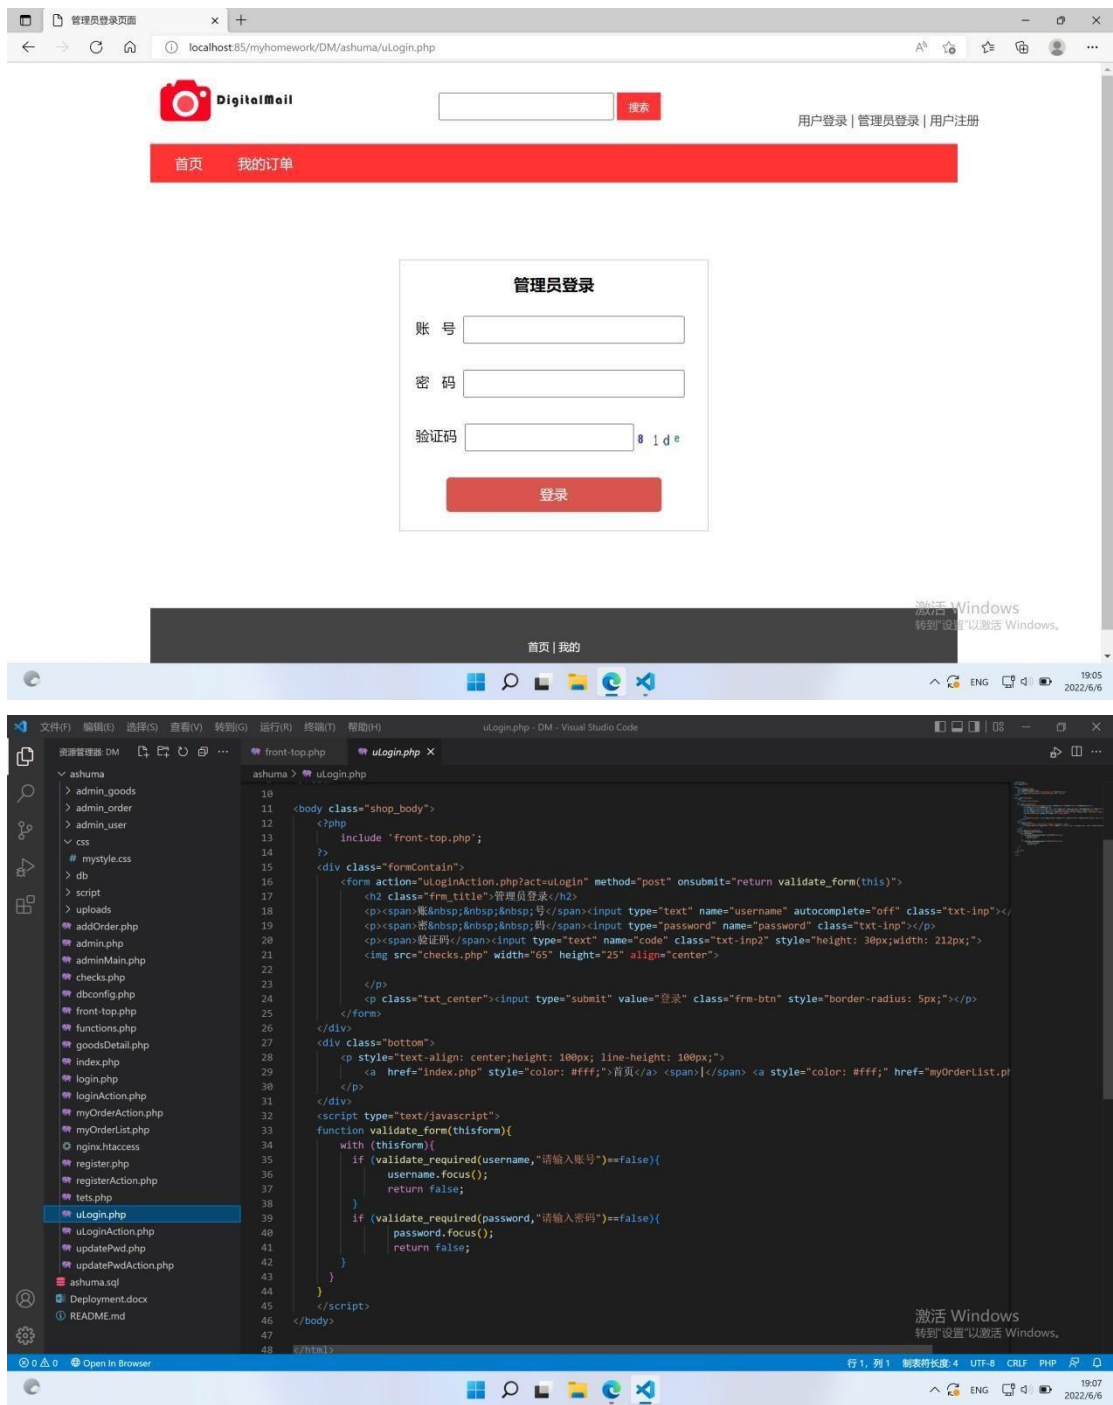 管理员登录页面
localhost:85/myhomework/DM/ashuma/uLogin.php
DigitalMail
搜索
用户登录 | 管理员登录 | 用户注册
首页 我的订单
管理员登录
账 号
密 码
验证码 8 1 d e
登录
激活 Windows
转到"设置"以激活 Windows。
首页 | 我的
ENG
19:05
2022/6/6
文件(F) 编辑(E) 选择(S) 查看(V) 转到(G) 运行(R) 终端(T) 帮助(H) uLogin.php - DM - Visual Studio Code
资源管理器: DM
front-top.php uLogin.php
ashuma > uLogin.php
ashuma
admin_goods
admin_order
admin_user
css
# mystyle.css
db
script
uploads
addOrder.php
admin.php
adminMain.php
checks.php
dbconfig.php
front-top.php
functions.php
goodsDetail.php
index.php
login.php
loginAction.php
myOrderAction.php
myOrderList.php
nginx.htaccess
register.php
registerAction.php
tets.php
uLogin.php
uLoginAction.php
updatePwd.php
updatePwdAction.php
ashuma.sql
Deployment.docx
README.md
10
11 <body class="shop_body">
12 <?php
13 include 'front-top.php';
14 ?>
15 <div class="formContain">
16 <form action="uLoginAction.php?act=uLogin" method="post" onsubmit="return validate_form(this)">
17 <h2 class="frm_title">管理员登录</h2>
18 <p><span>账&nbsp;&nbsp;&nbsp;号</span><input type="text" name="username" autocomplete="off" class="txt-inp"></
19 <p><span>密&nbsp;&nbsp;&nbsp;码</span><input type="password" name="password" class="txt-inp"></p>
20 <p><span>验证码</span><input type="text" name="code" class="txt-inp2" style="height: 30px;width: 212px;">
21 <img src="checks.php" width="65" height="25" align="center">
22
23 </p>
24 <p class="txt_center"><input type="submit" value="登录" class="frm-btn" style="border-radius: 5px;"></p>
25 </form>
26 </div>
27 <div class="bottom">
28 <p style="text-align: center;height: 100px; line-height: 100px;">
29 <a href="index.php" style="color: #fff;">首页</a> <span>|</span> <a style="color: #fff;" href="myOrderList.ph
30 </p>
31 </div>
32 <script type="text/javascript">
33 function validate_form(thisform){
34 with (thisform){
35 if (validate_required(username,"请输入账号")==false){
36 username.focus();
37 return false;
38 }
39 if (validate_required(password,"请输入密码")==false){
40 password.focus();
41 return false;
42 }
43 }
44 }
45 </script>
46 </body>
47
48 </html>
激活 Windows
转到"设置"以激活 Windows。
0 0 Open In Browser 行 1, 列 1 制表符长度: 4 UTF-8 CRLF PHP
ENG
19:07
2022/6/6